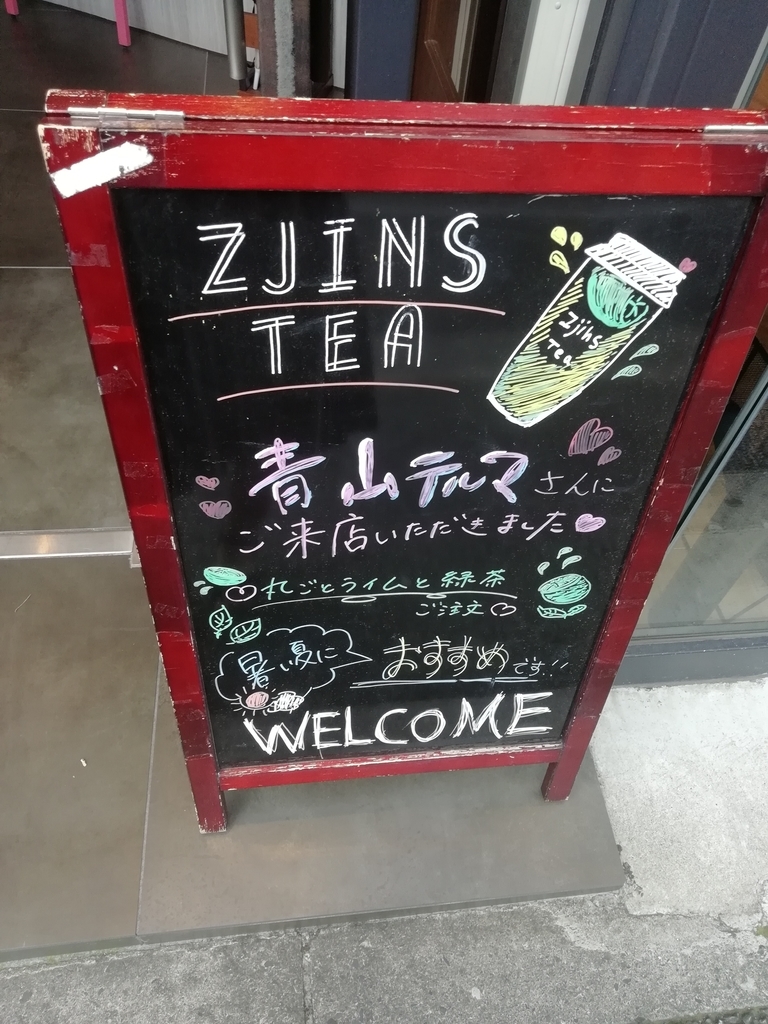 ZJINS
TEA
Zjins
Tea
青山テルマさんに
ご来店いただきました
丸ごとライムと緑茶
ご注文
暑い夏に
おすすめです!!
WELCOME